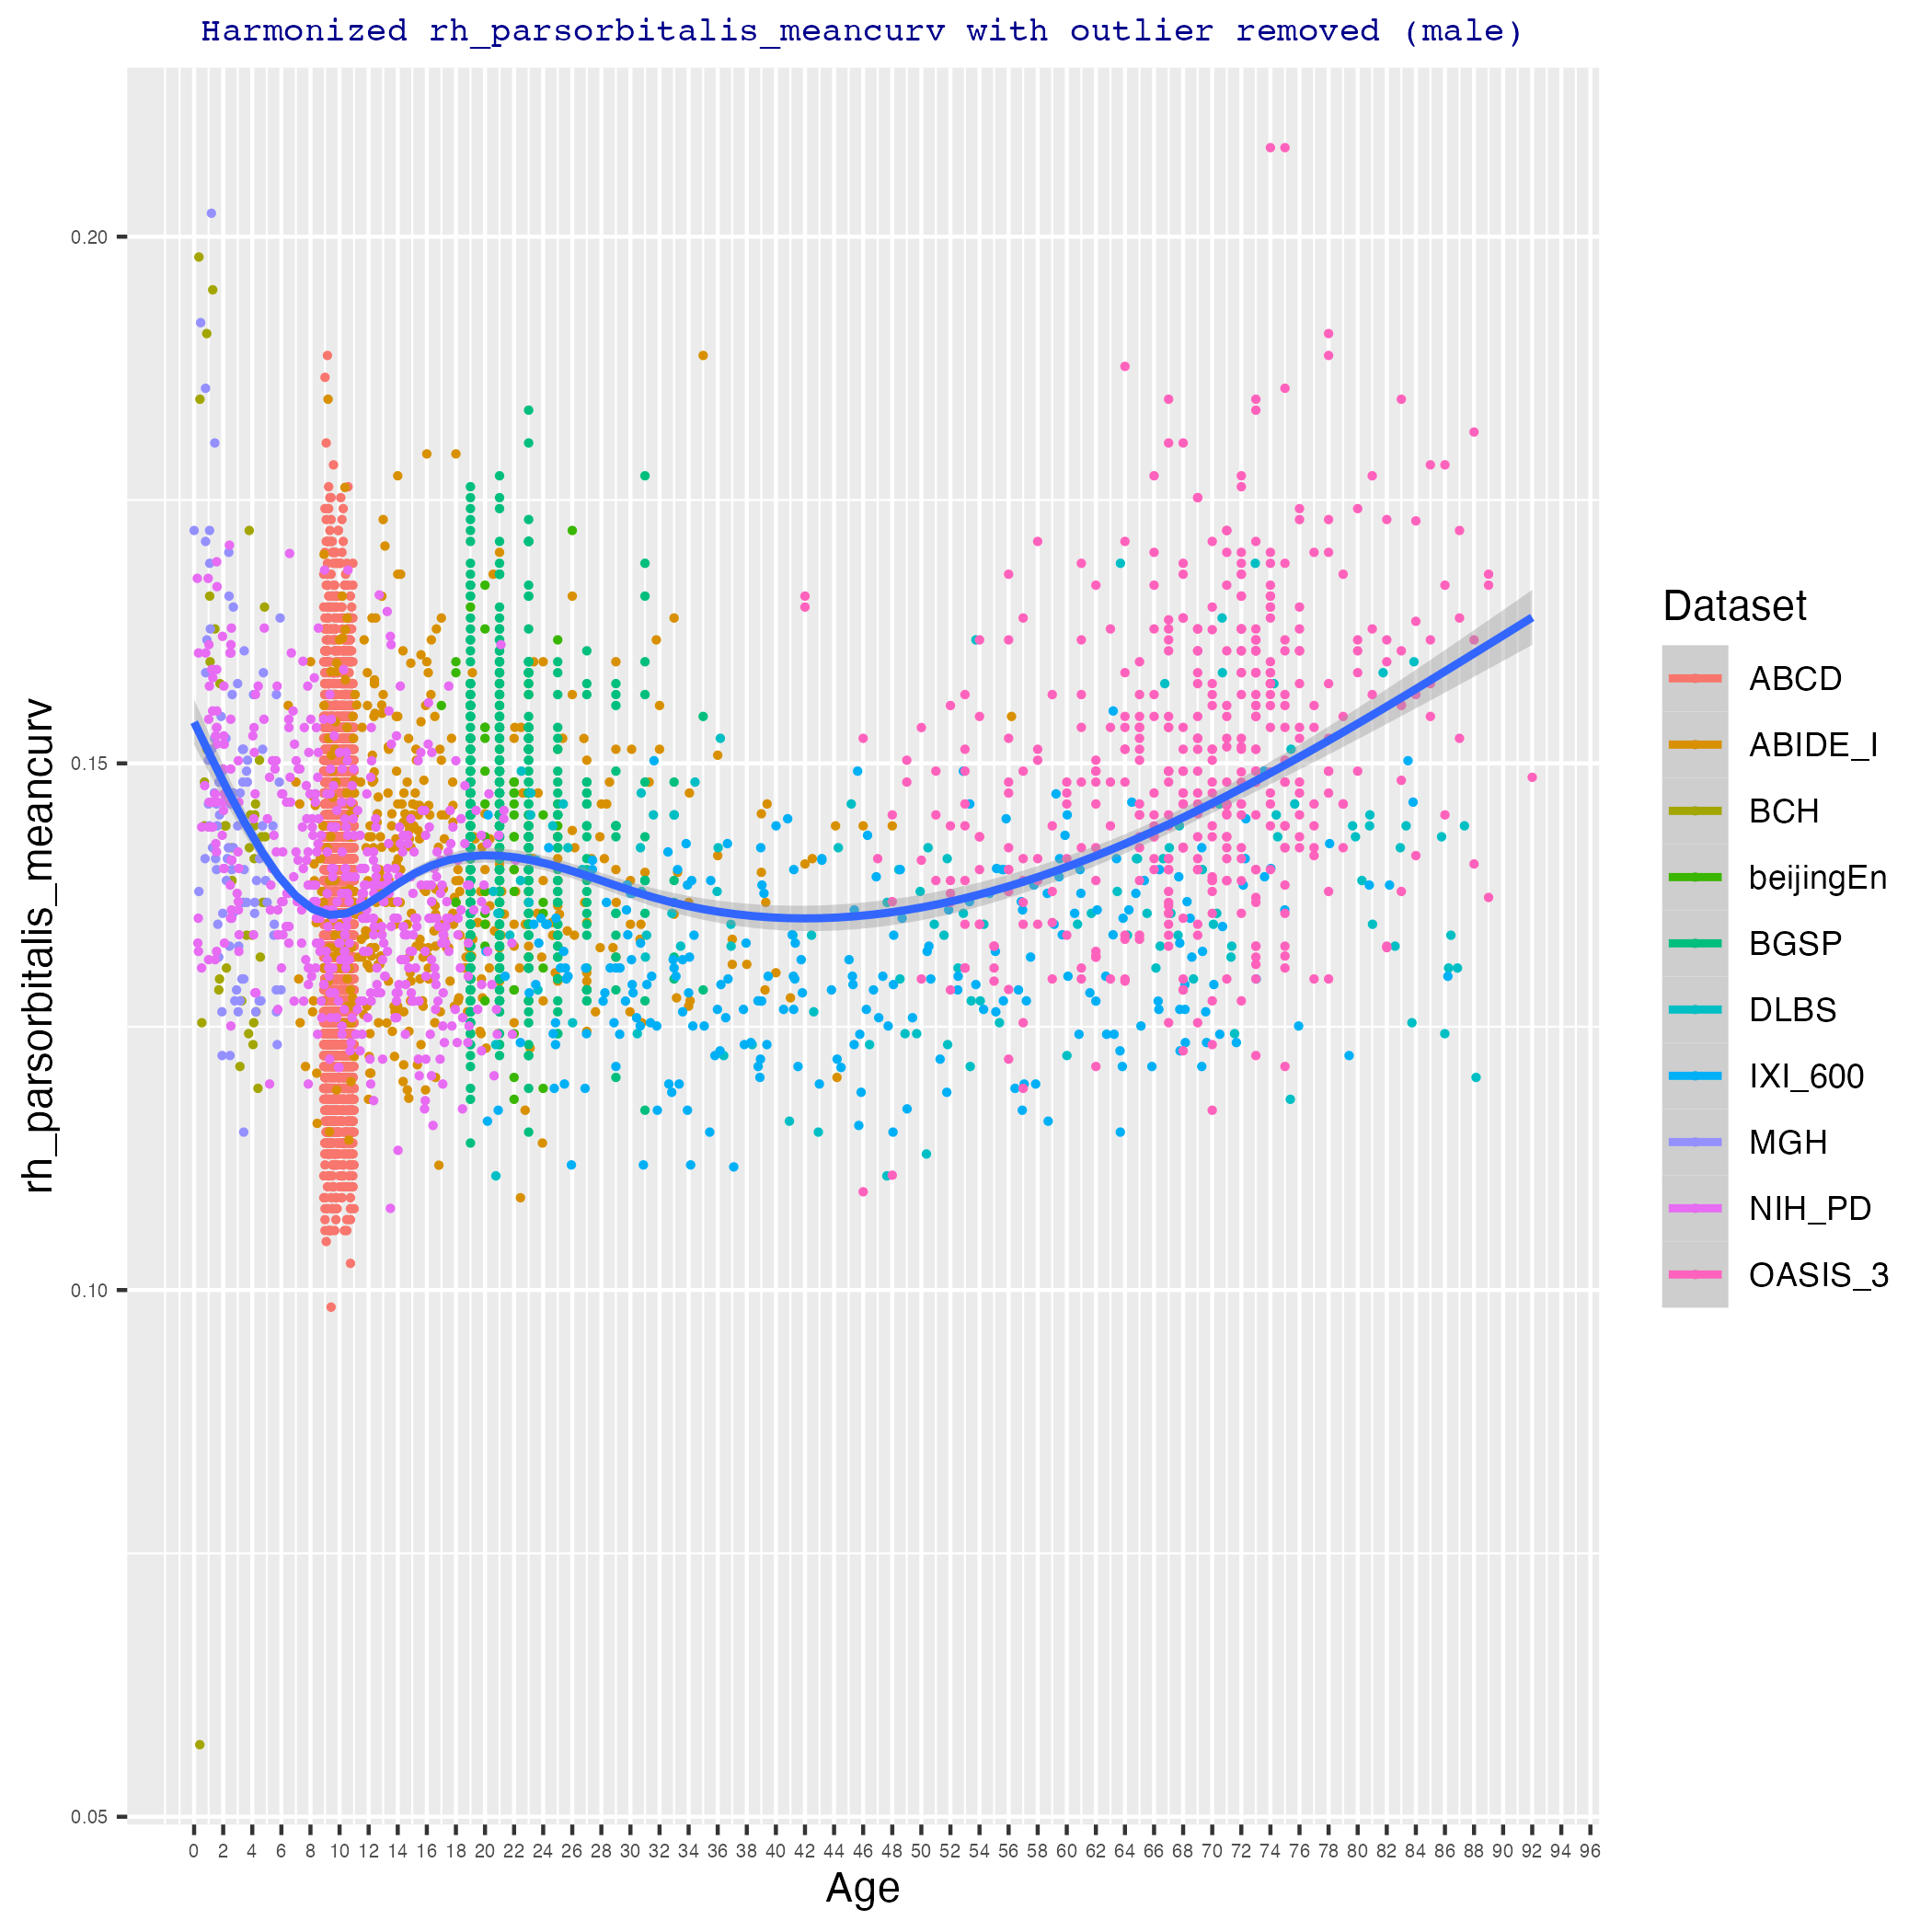 Harmonized rh_parsorbitalis_meancurv with outlier removed (male)
rh_parsorbitalis_meancurv
0.20
0.15
0.10
0.05
0 2 4 6 8 10 12 14 16 18 20 22 24 26 28 30 32 34 36 38 40 42 44 46 48 50 52 54 56 58 60 62 64 66 68 70 72 74 76 78 80 82 84 86 88 90 92 94 96
Age
Dataset
ABCD
ABIDE_I
BCH
beijingEn
BGSP
DLBS
IXI_600
MGH
NIH_PD
OASIS_3